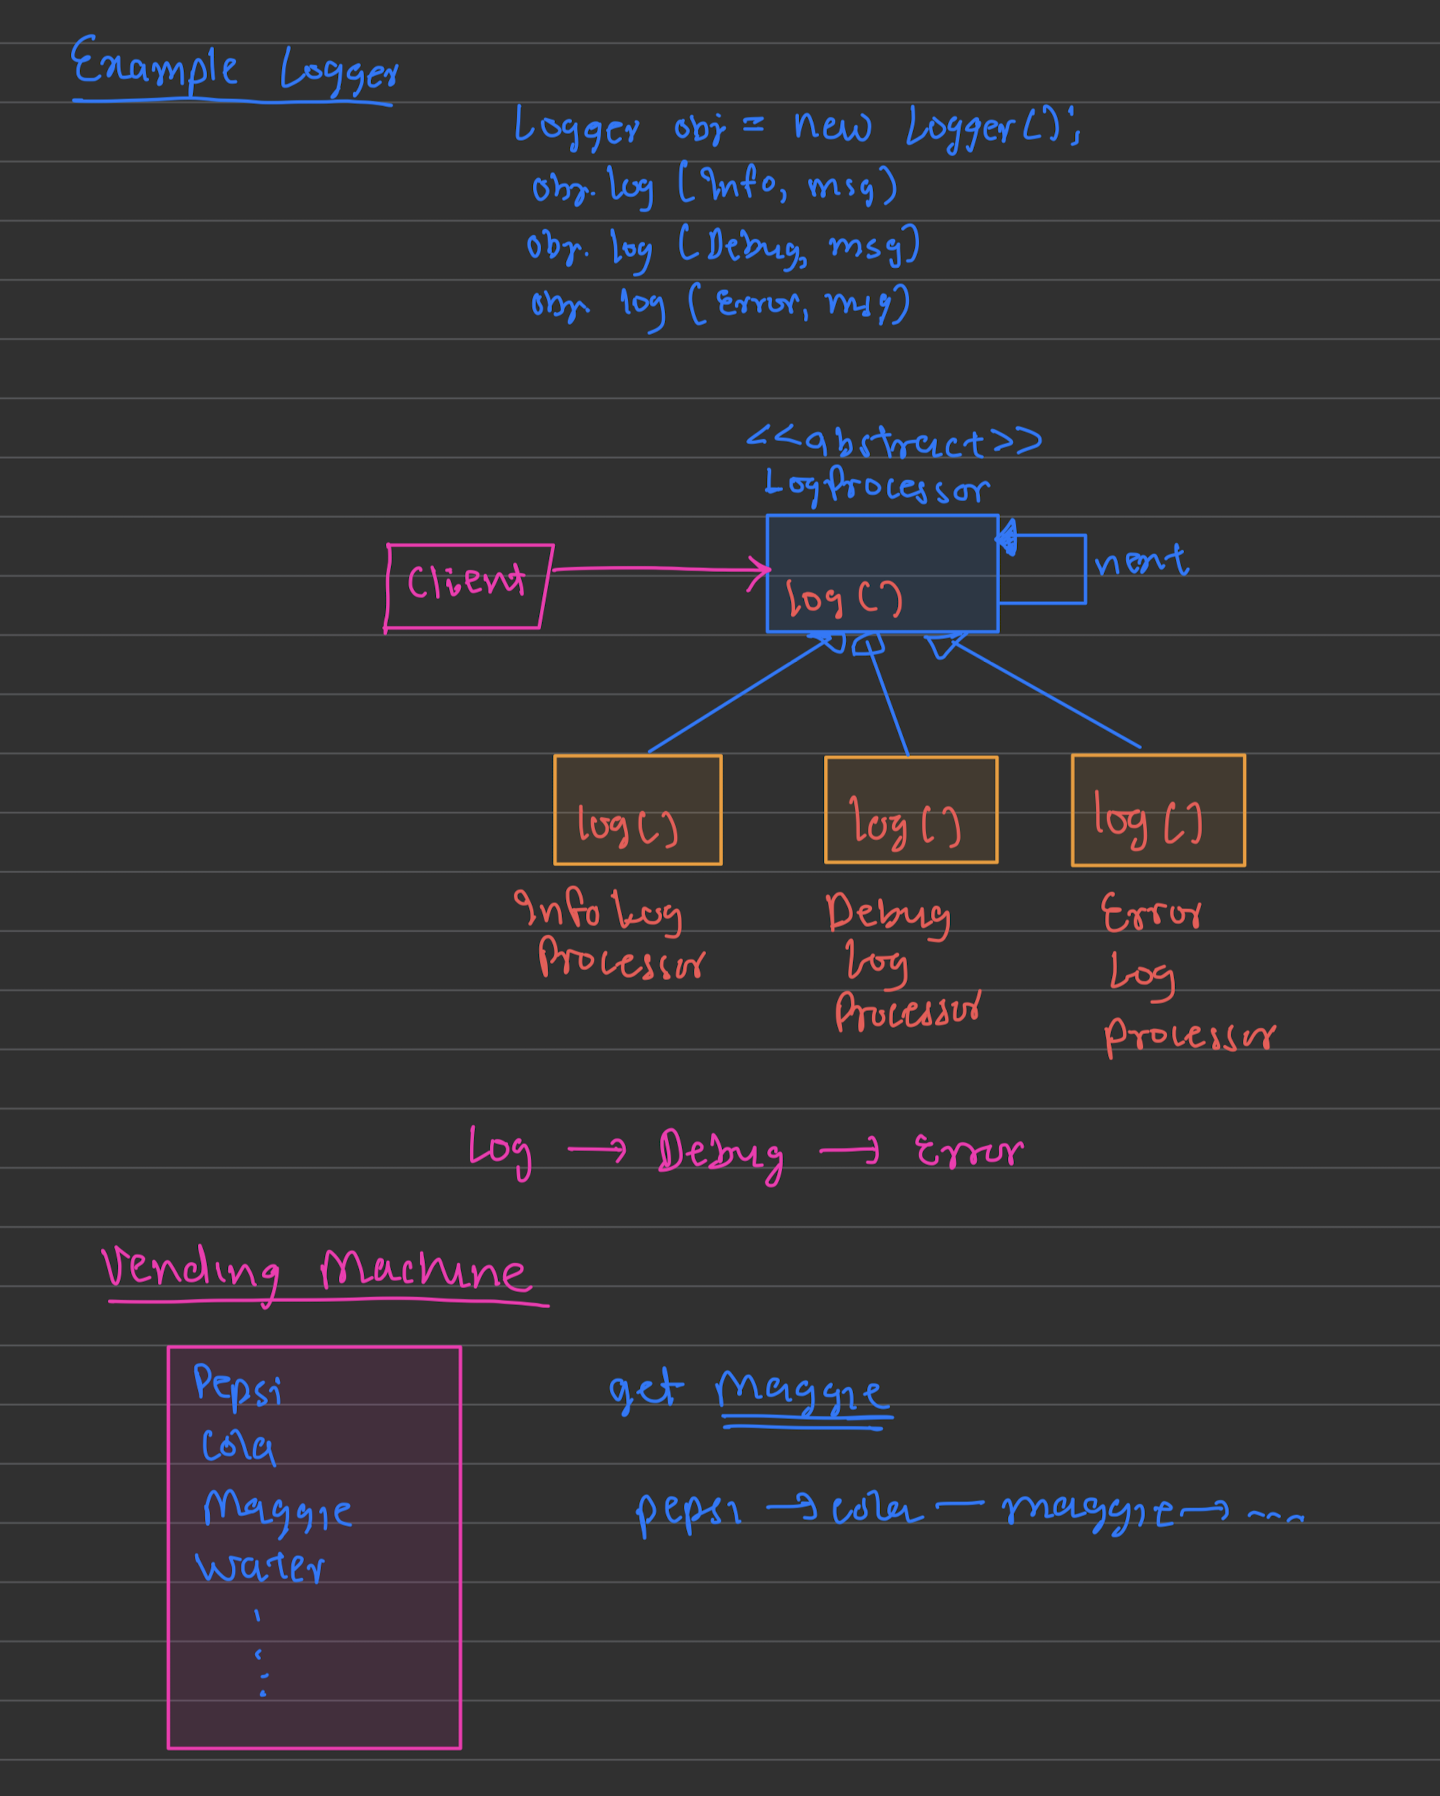 Example Logger
Logger obj = new Logger();
obj.log (Info, msg)
obj. log (Debug, msg)
obj. log (Error, msg)
<<abstract>>
LogProcessor
Client
log()
next
log()
log()
log()
InfoLog
Processor
Debug
Log
Processor
Error
Log
Processor
Log → Debug → Error
Vending Machine
Pepsi
Cola
Maggie
Water
get Maggie
pepsi → cola — maggie → ....